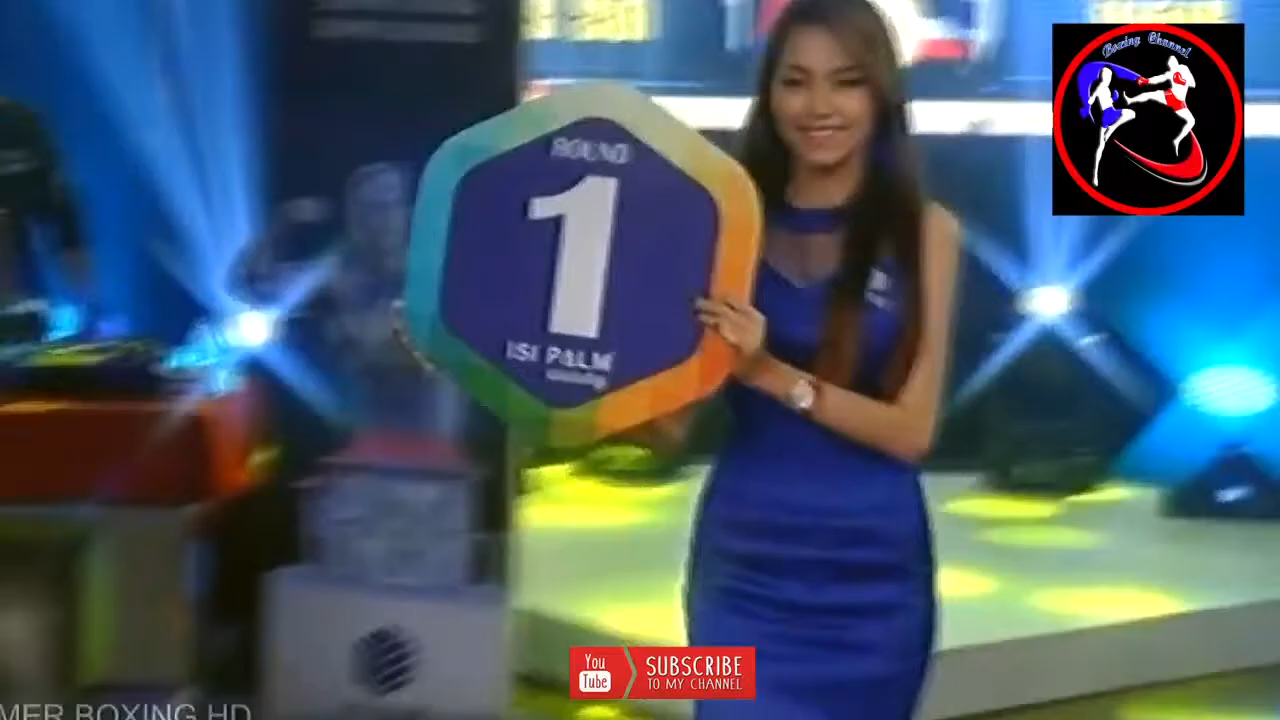 Boxing Channel
ROUND
1
ISI PALM
You
Tube
SUBSCRIBE
TO MY CHANNEL
MER BOXING HD